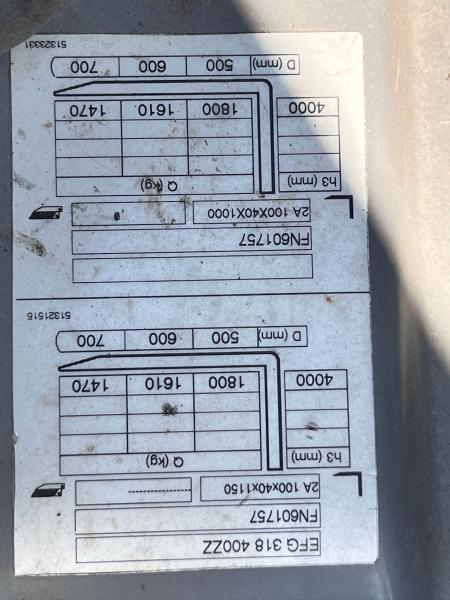 EFG 318 400ZZ
FN601757
2A 100x40x1150 -----------
h3 (mm) Q (kg)
4000 1800 1610 1470
D (mm) 500 600 700
51321515
FN601757
2A 100X40X1000
h3 (mm) Q (kg)
4000 1800 1610 1470
D (mm) 500 600 700
51323331